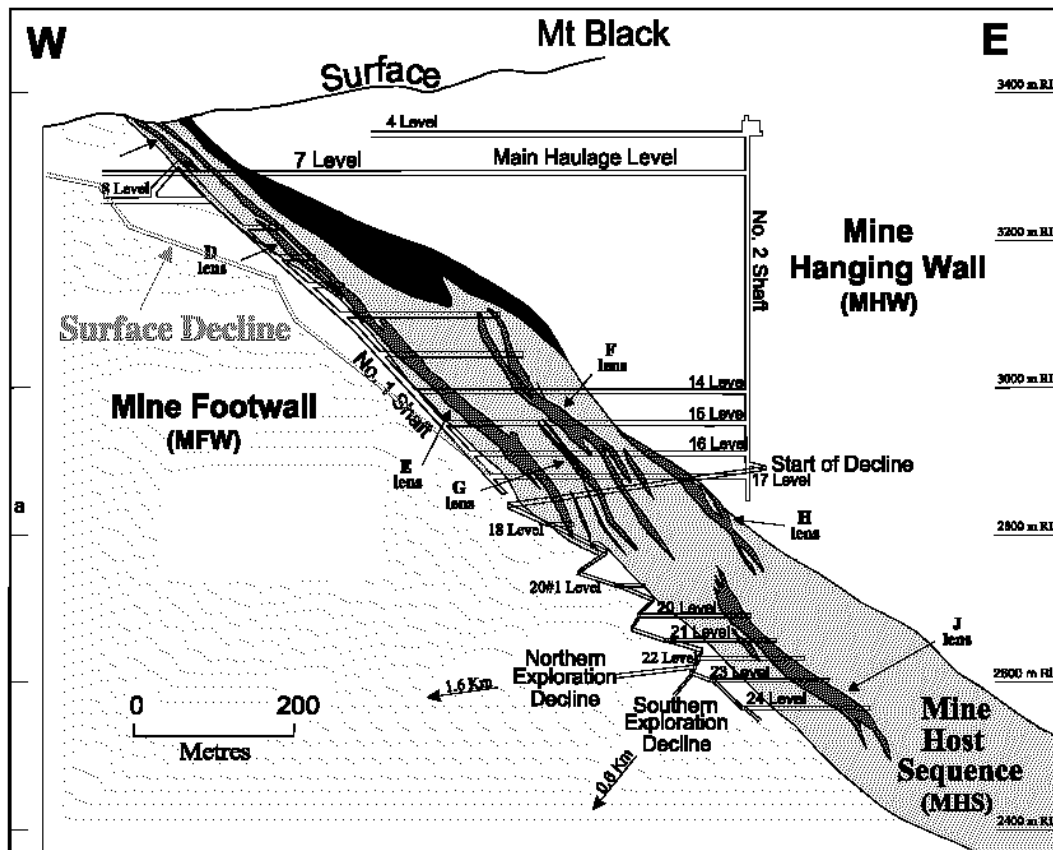 W
Mt Black
E
Surface
3400 m Rl
4 Level
7 Level
Main Haulage Level
8 Level
No. 2 Shaft
3200 m Rl
Mine
Hanging Wall
(MHW)
D
lens
Surface Decline
F
lens
No. 1 Shaft
3000 m Rl
14 Level
Mine Footwall
(MFW)
15 Level
16 Level
E
lens
G
lens
Start of Decline
17 Level
a
18 Level
H
lens
2800 m Rl
20#1 Level
20 Level
21 Level
J
lens
22 Level
Northern
Exploration
Decline
1.6 Km
23 Level
2600 m Rl
24 Level
0
200
Metres
Southern
Exploration
Decline
0.8 Km
Mine
Host
Sequence
(MHS)
2400 m Rl